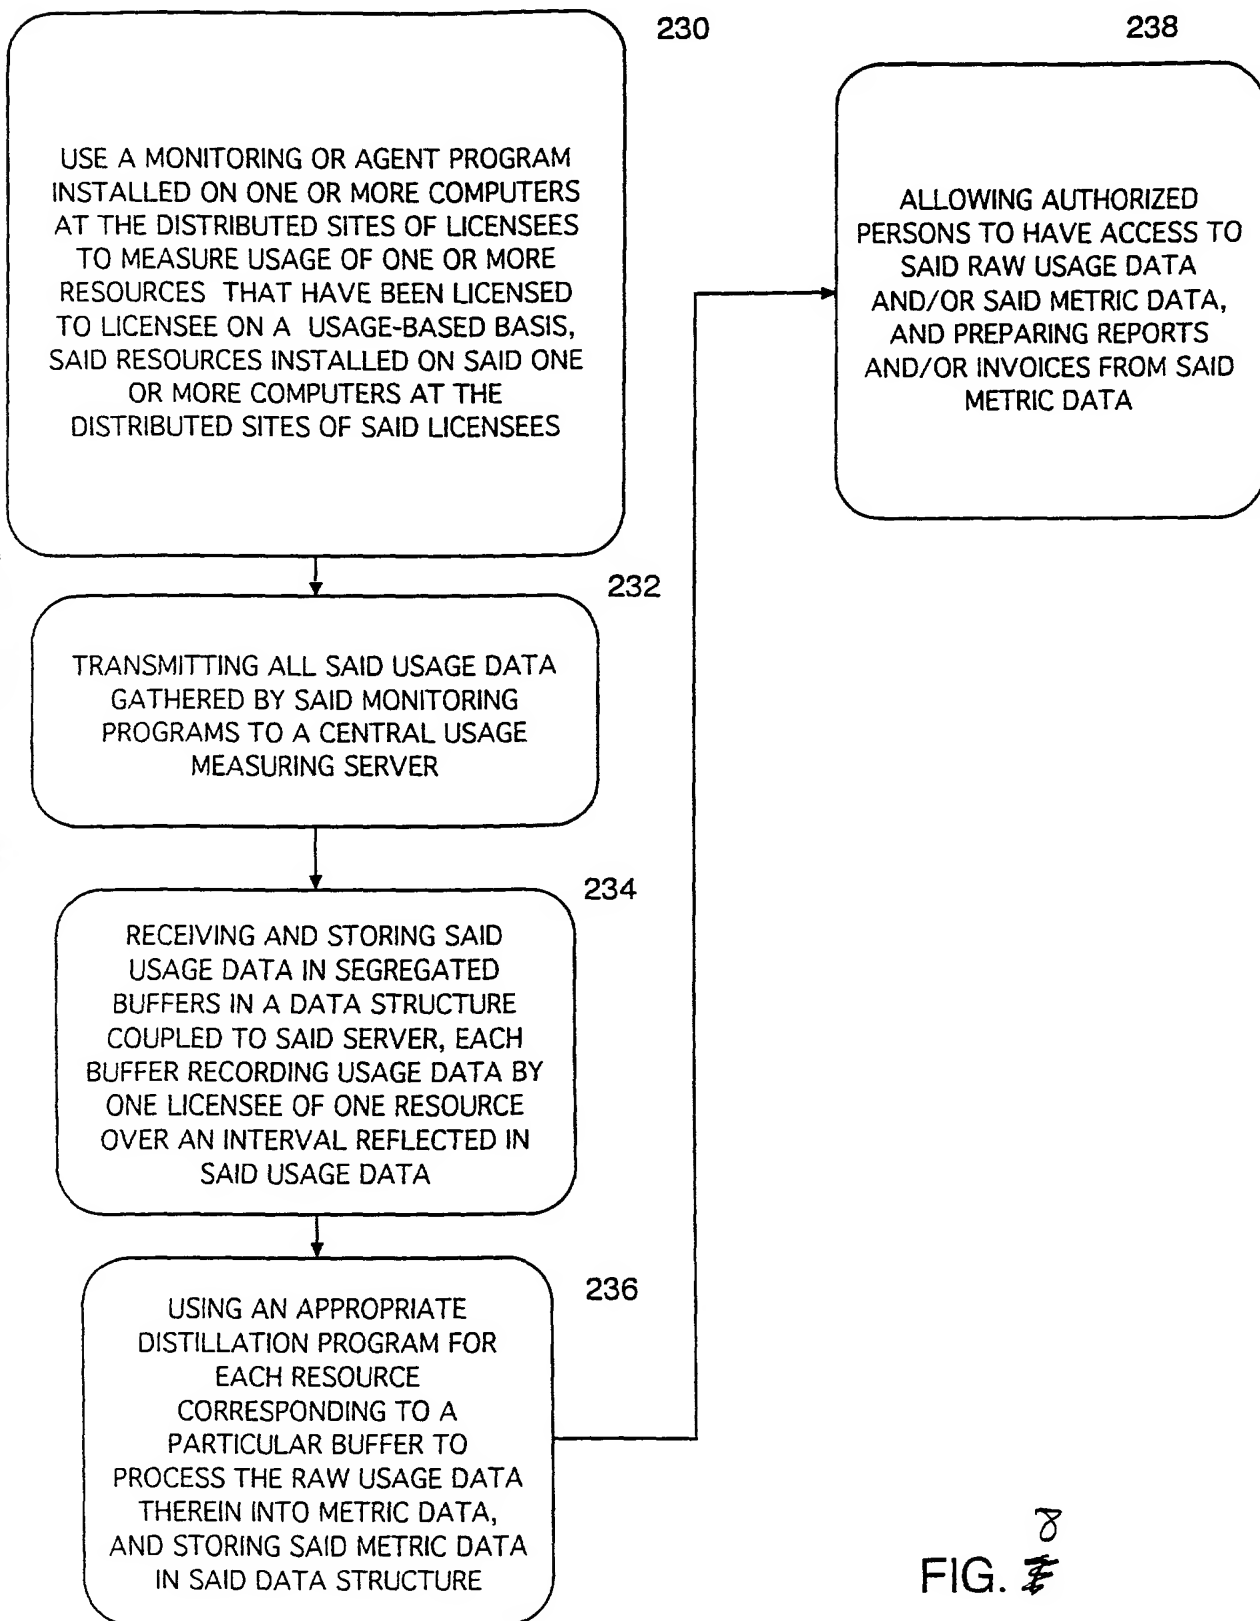 230
USE A MONITORING OR AGENT PROGRAM
INSTALLED ON ONE OR MORE COMPUTERS
AT THE DISTRIBUTED SITES OF LICENSEES
TO MEASURE USAGE OF ONE OR MORE
RESOURCES THAT HAVE BEEN LICENSED
TO LICENSEE ON A USAGE-BASED BASIS,
SAID RESOURCES INSTALLED ON SAID ONE
OR MORE COMPUTERS AT THE
DISTRIBUTED SITES OF SAID LICENSEES
232
TRANSMITTING ALL SAID USAGE DATA
GATHERED BY SAID MONITORING
PROGRAMS TO A CENTRAL USAGE
MEASURING SERVER
234
RECEIVING AND STORING SAID
USAGE DATA IN SEGREGATED
BUFFERS IN A DATA STRUCTURE
COUPLED TO SAID SERVER, EACH
BUFFER RECORDING USAGE DATA BY
ONE LICENSEE OF ONE RESOURCE
OVER AN INTERVAL REFLECTED IN
SAID USAGE DATA
236
USING AN APPROPRIATE
DISTILLATION PROGRAM FOR
EACH RESOURCE
CORRESPONDING TO A
PARTICULAR BUFFER TO
PROCESS THE RAW USAGE DATA
THEREIN INTO METRIC DATA,
AND STORING SAID METRIC DATA
IN SAID DATA STRUCTURE
238
ALLOWING AUTHORIZED
PERSONS TO HAVE ACCESS TO
SAID RAW USAGE DATA
AND/OR SAID METRIC DATA,
AND PREPARING REPORTS
AND/OR INVOICES FROM SAID
METRIC DATA
8
FIG.